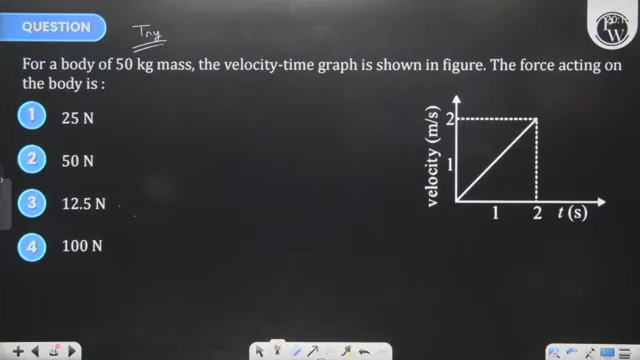 QUESTION
Try
For a body of 50 kg mass, the velocity-time graph is shown in figure. The force acting on
the body is :
1 25 N
2 50 N
3 12.5 N
4 100 N
velocity (m/s)
2
1
1 2 t (s)
P
W